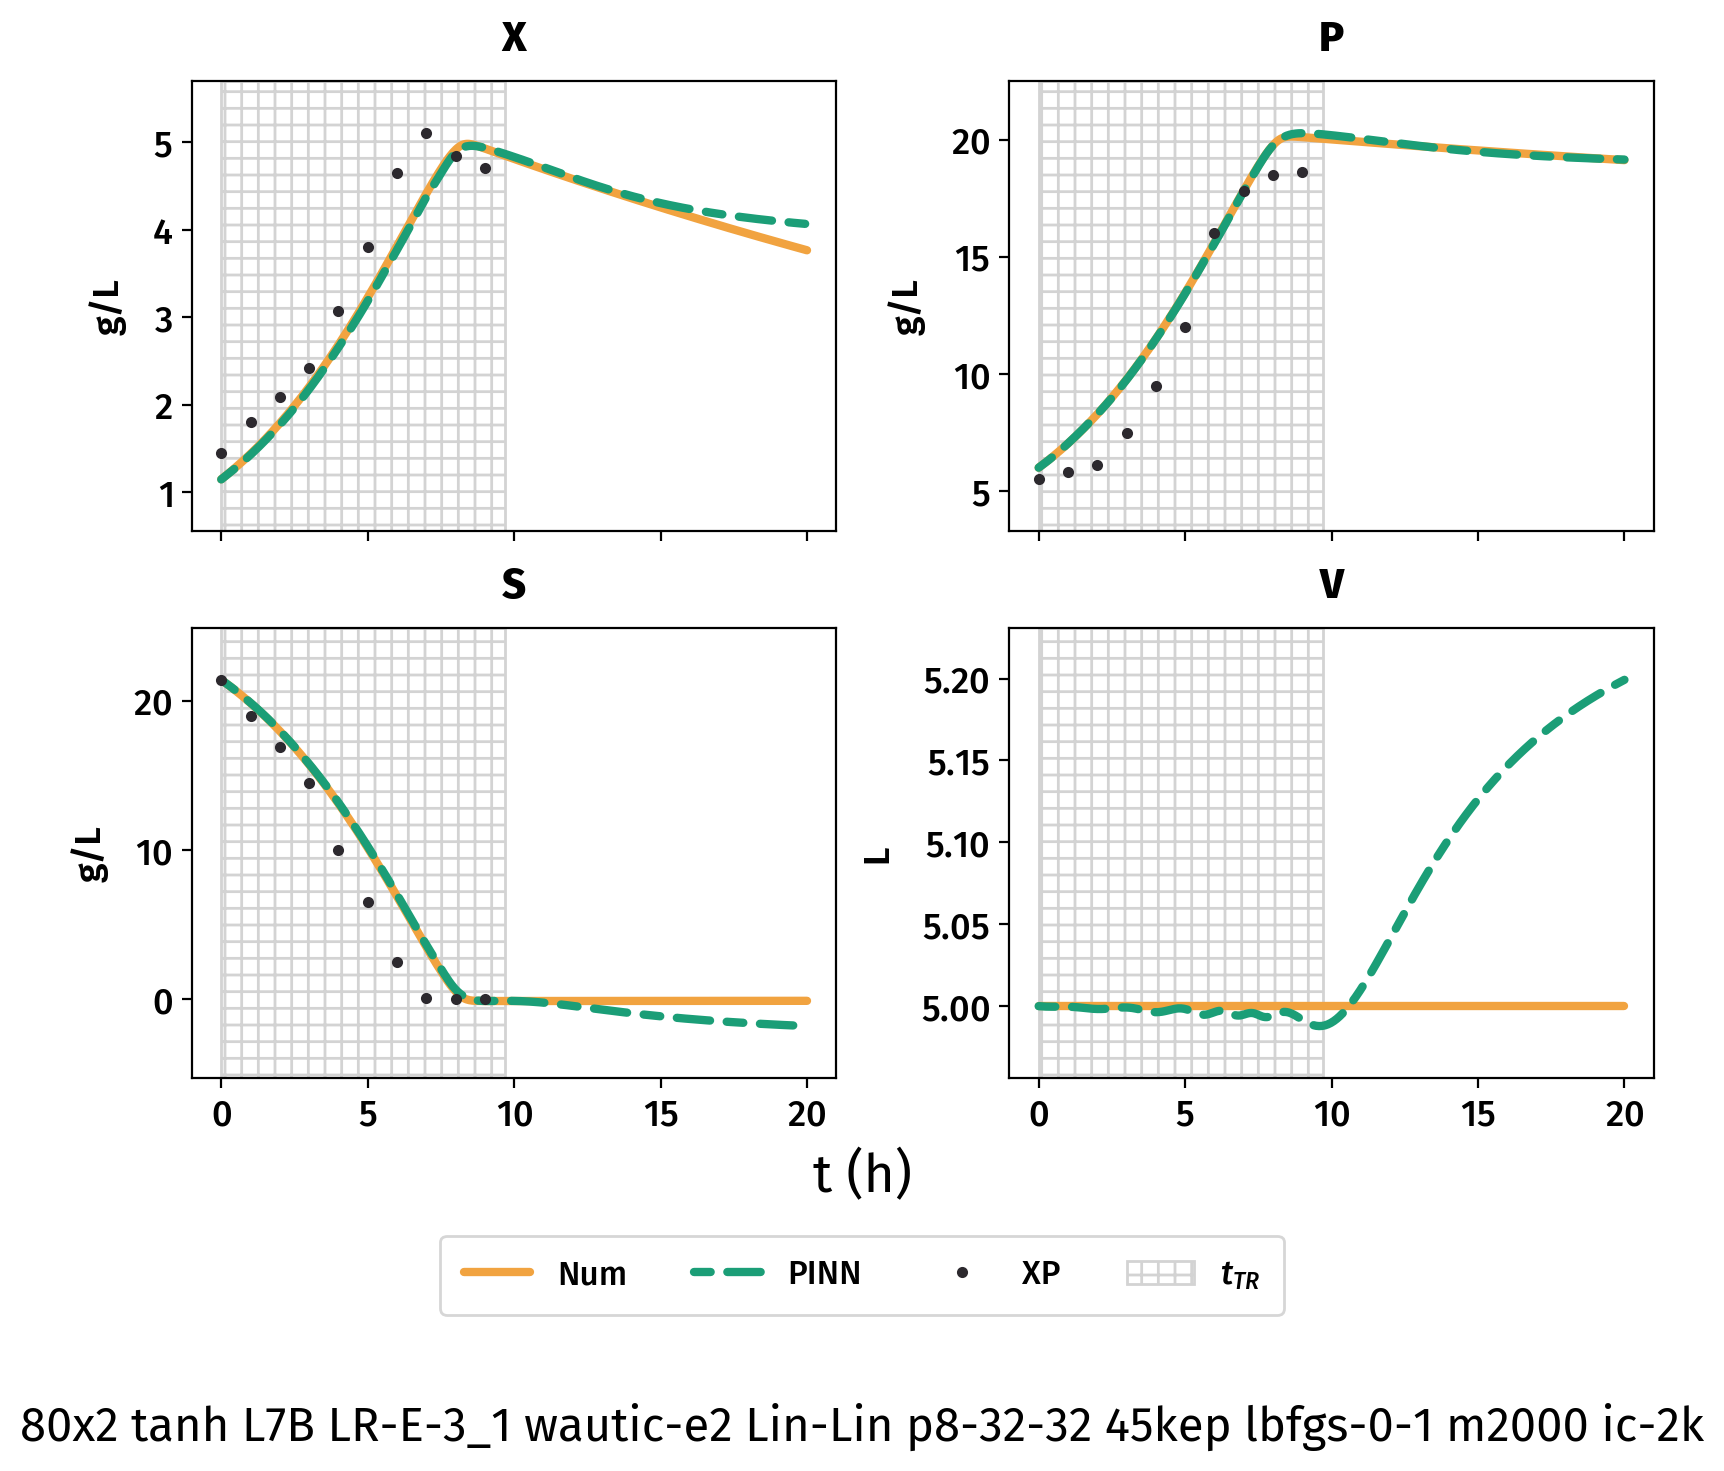 X
P
5
4
3
2
1
g/L
20
15
10
5
g/L
S
V
20
10
0
g/L
5.20
5.15
5.10
5.05
5.00
L
0 5 10 15 20
0 5 10 15 20
t (h)
Num PINN XP tTR
80x2 tanh L7B LR-E-3_1 wautic-e2 Lin-Lin p8-32-32 45kep lbfgs-0-1 m2000 ic-2k